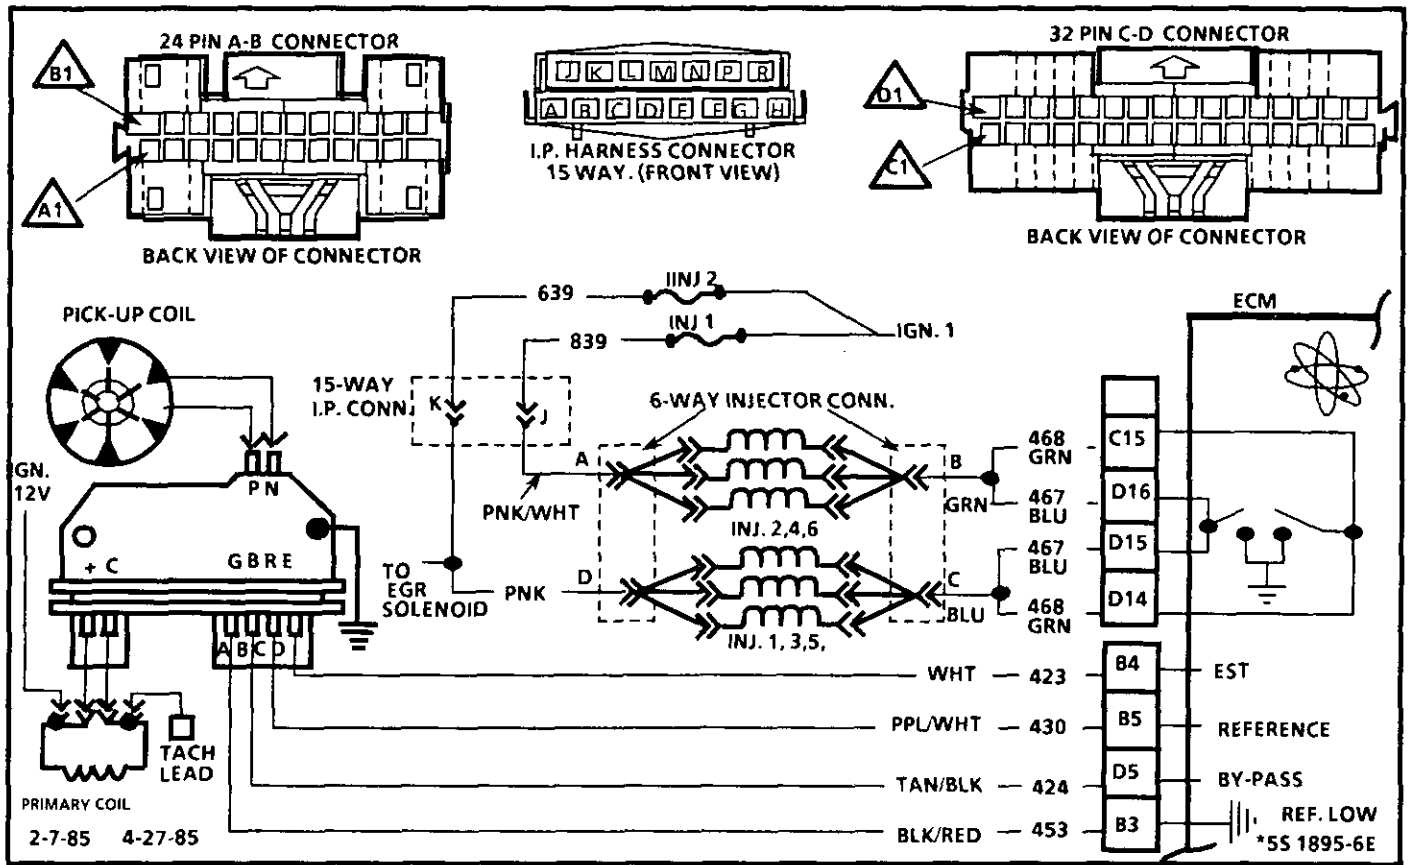 24 PIN A-B CONNECTOR
32 PIN C-D CONNECTOR
B1
J K L M N P R
D1
A B C D E F G H
I.P. HARNESS CONNECTOR
15 WAY. (FRONT VIEW)
A1
C1
BACK VIEW OF CONNECTOR
BACK VIEW OF CONNECTOR
IINJ 2
639
ECM
PICK-UP COIL
INJ 1
IGN. 1
839
15-WAY
I.P. CONN.
K
J
6-WAY INJECTOR CONN.
468
GRN
C15
A
B
GN.
12V
P N
PNK/WHT
GRN
467
BLU
D16
INJ. 2,4,6
467
BLU
D15
+ C
G B R E
TO
EGR
SOLENOID
PNK
D
C
BLU
468
GRN
D14
INJ. 1, 3,5,
A B C D
WHT
423
B4
EST
PPL/WHT
430
B5
REFERENCE
TACH
LEAD
TAN/BLK
424
D5
BY-PASS
PRIMARY COIL
2-7-85 4-27-85
BLK/RED
453
B3
REF. LOW
*5S 1895-6E